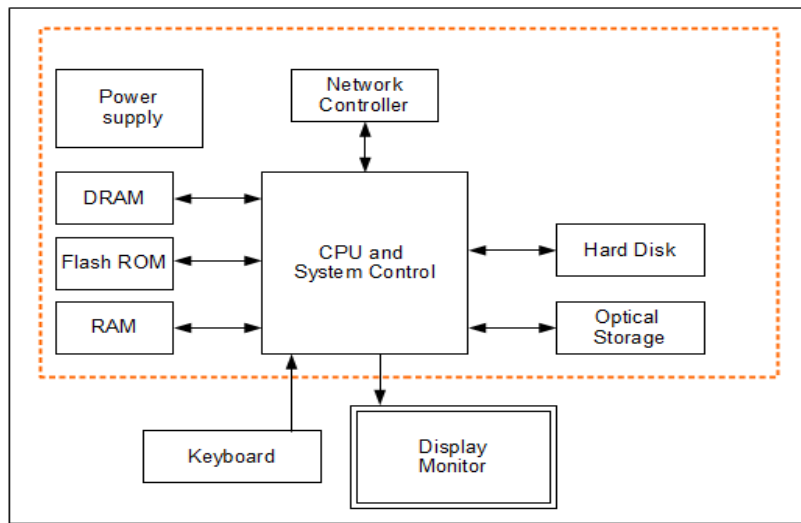 Power
supply
Network
Controller
DRAM
Flash ROM
RAM
CPU and
System Control
Hard Disk
Optical
Storage
Keyboard
Display
Monitor